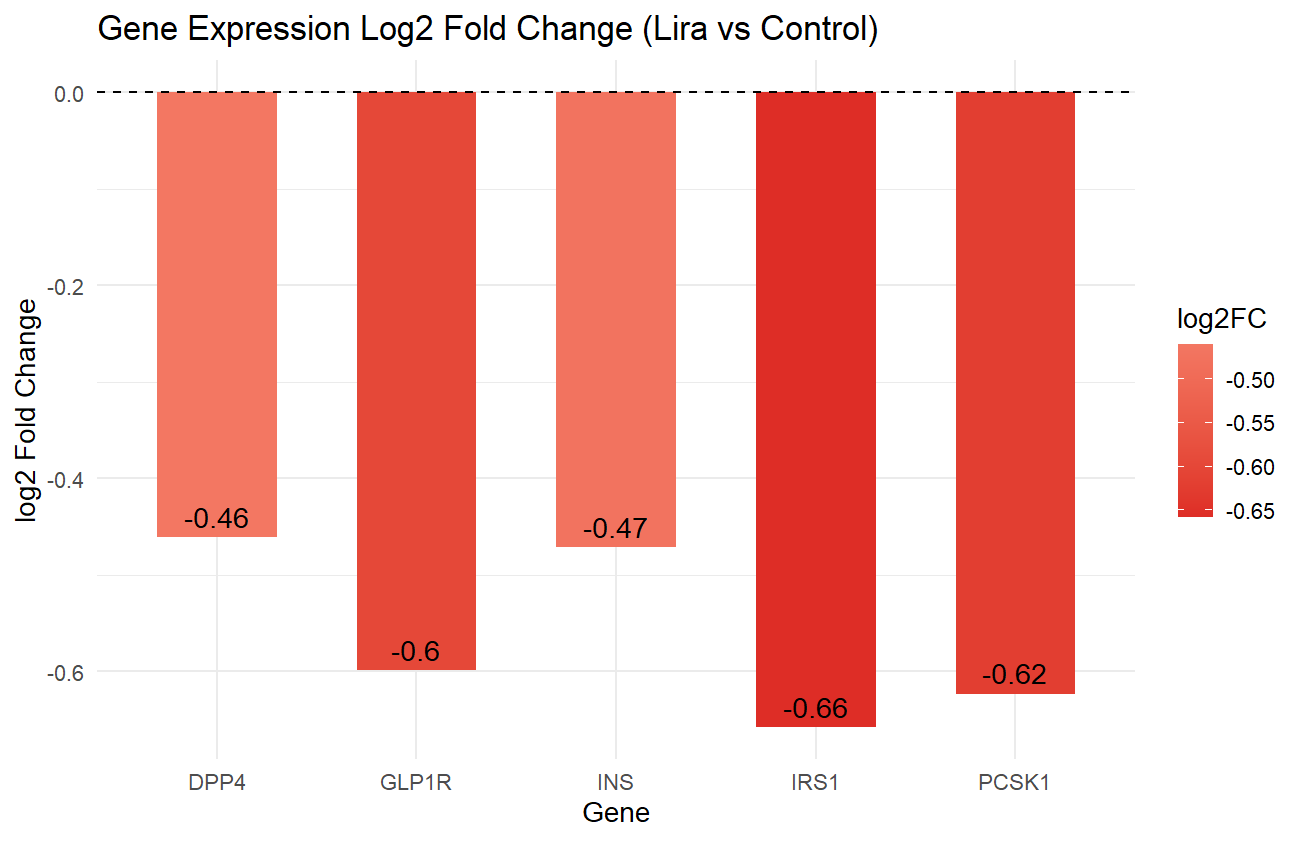 Gene Expression Log2 Fold Change (Lira vs Control)
log2 Fold Change
0.0
-0.2
-0.4
-0.6
-0.46
-0.6
-0.47
-0.66
-0.62
DPP4
GLP1R
INS
IRS1
PCSK1
Gene
log2FC
-0.50
-0.55
-0.60
-0.65